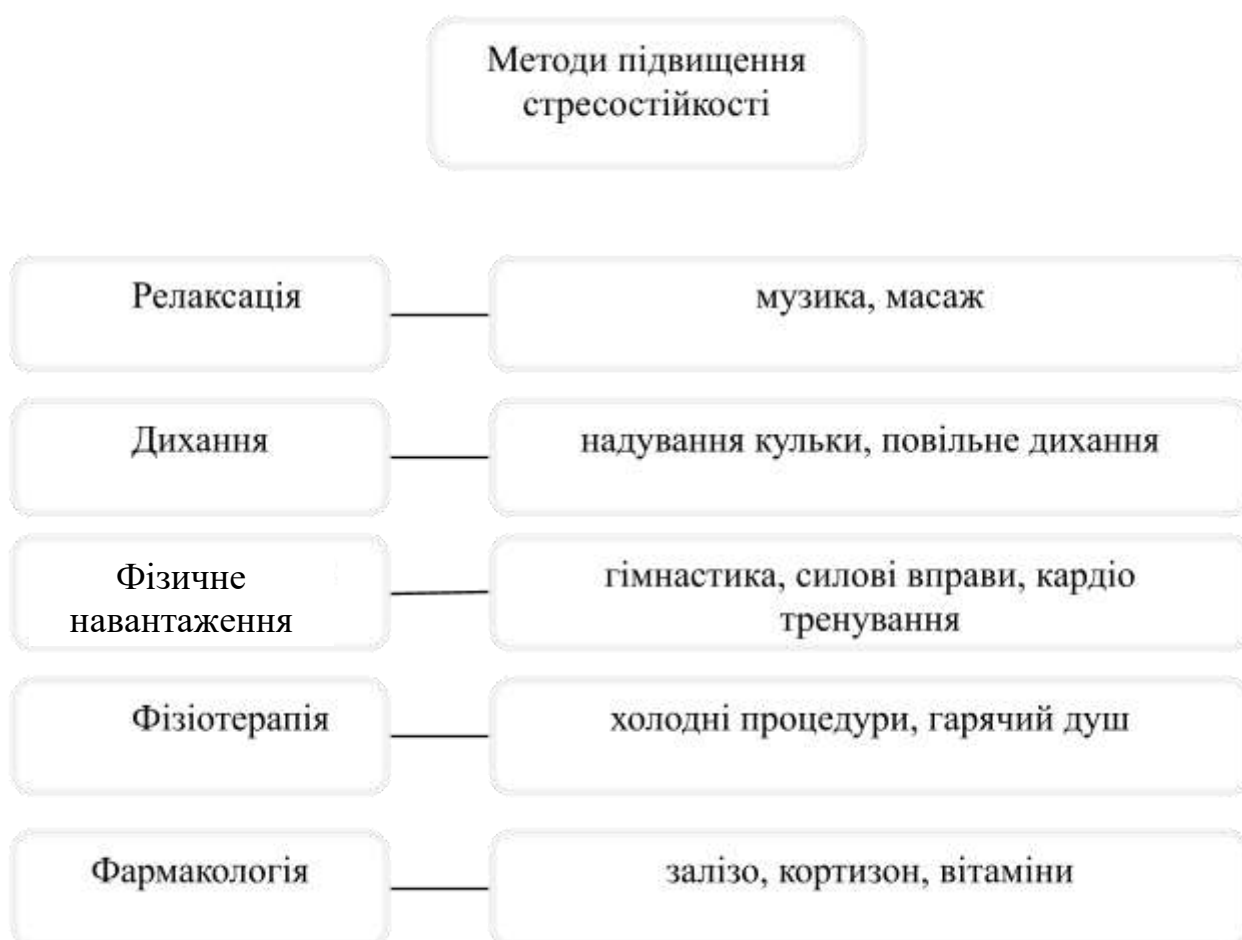 Методи підвищення
стресостійкості
Релаксація
музика, масаж
Дихання
надування кульки, повільне дихання
Фізичне
навантаження
гімнастика, силові вправи, кардіо
тренування
Фізіотерапія
холодні процедури, гарячий душ
Фармакологія
залізо, кортизон, вітаміни